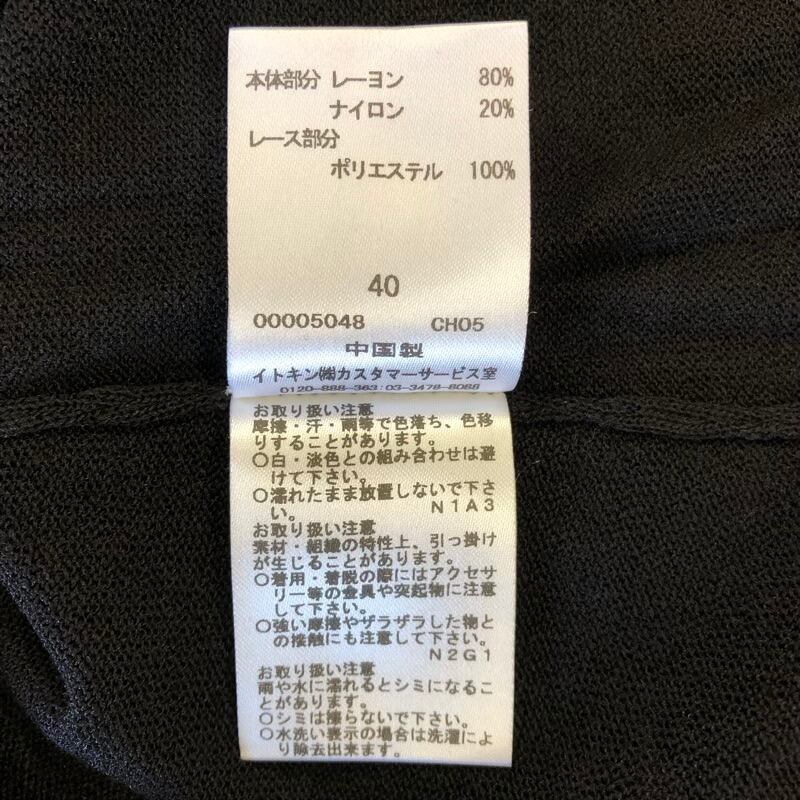 本体部分 レーヨン 80%
ナイロン 20%
レース部分
ポリエステル 100%
40
00005048 CH05
中国製
イトキン㈱カスタマーサービス室
0120-888-363:03-3478-8088
お取り扱い注意
摩擦・汗・雨等で色落ち、色移
りすることがあります。
○白・淡色との組み合わせは避
けて下さい。
○濡れたまま放置しないで下さ
い。 N1A3
お取り扱い注意
素材・組織の特性上、引っ掛け
が生じることがあります。
○着用・着脱の際にはアクセサ
リー等の金具や突起物に注意
して下さい。
○強い摩擦やザラザラした物と
の接触にも注意して下さい。
N2G1
お取り扱い注意
雨や水に濡れるとシミになるこ
とがあります。
○シミは擦らないで下さい。
○水洗い表示の場合は洗濯によ
り除去出来ます。